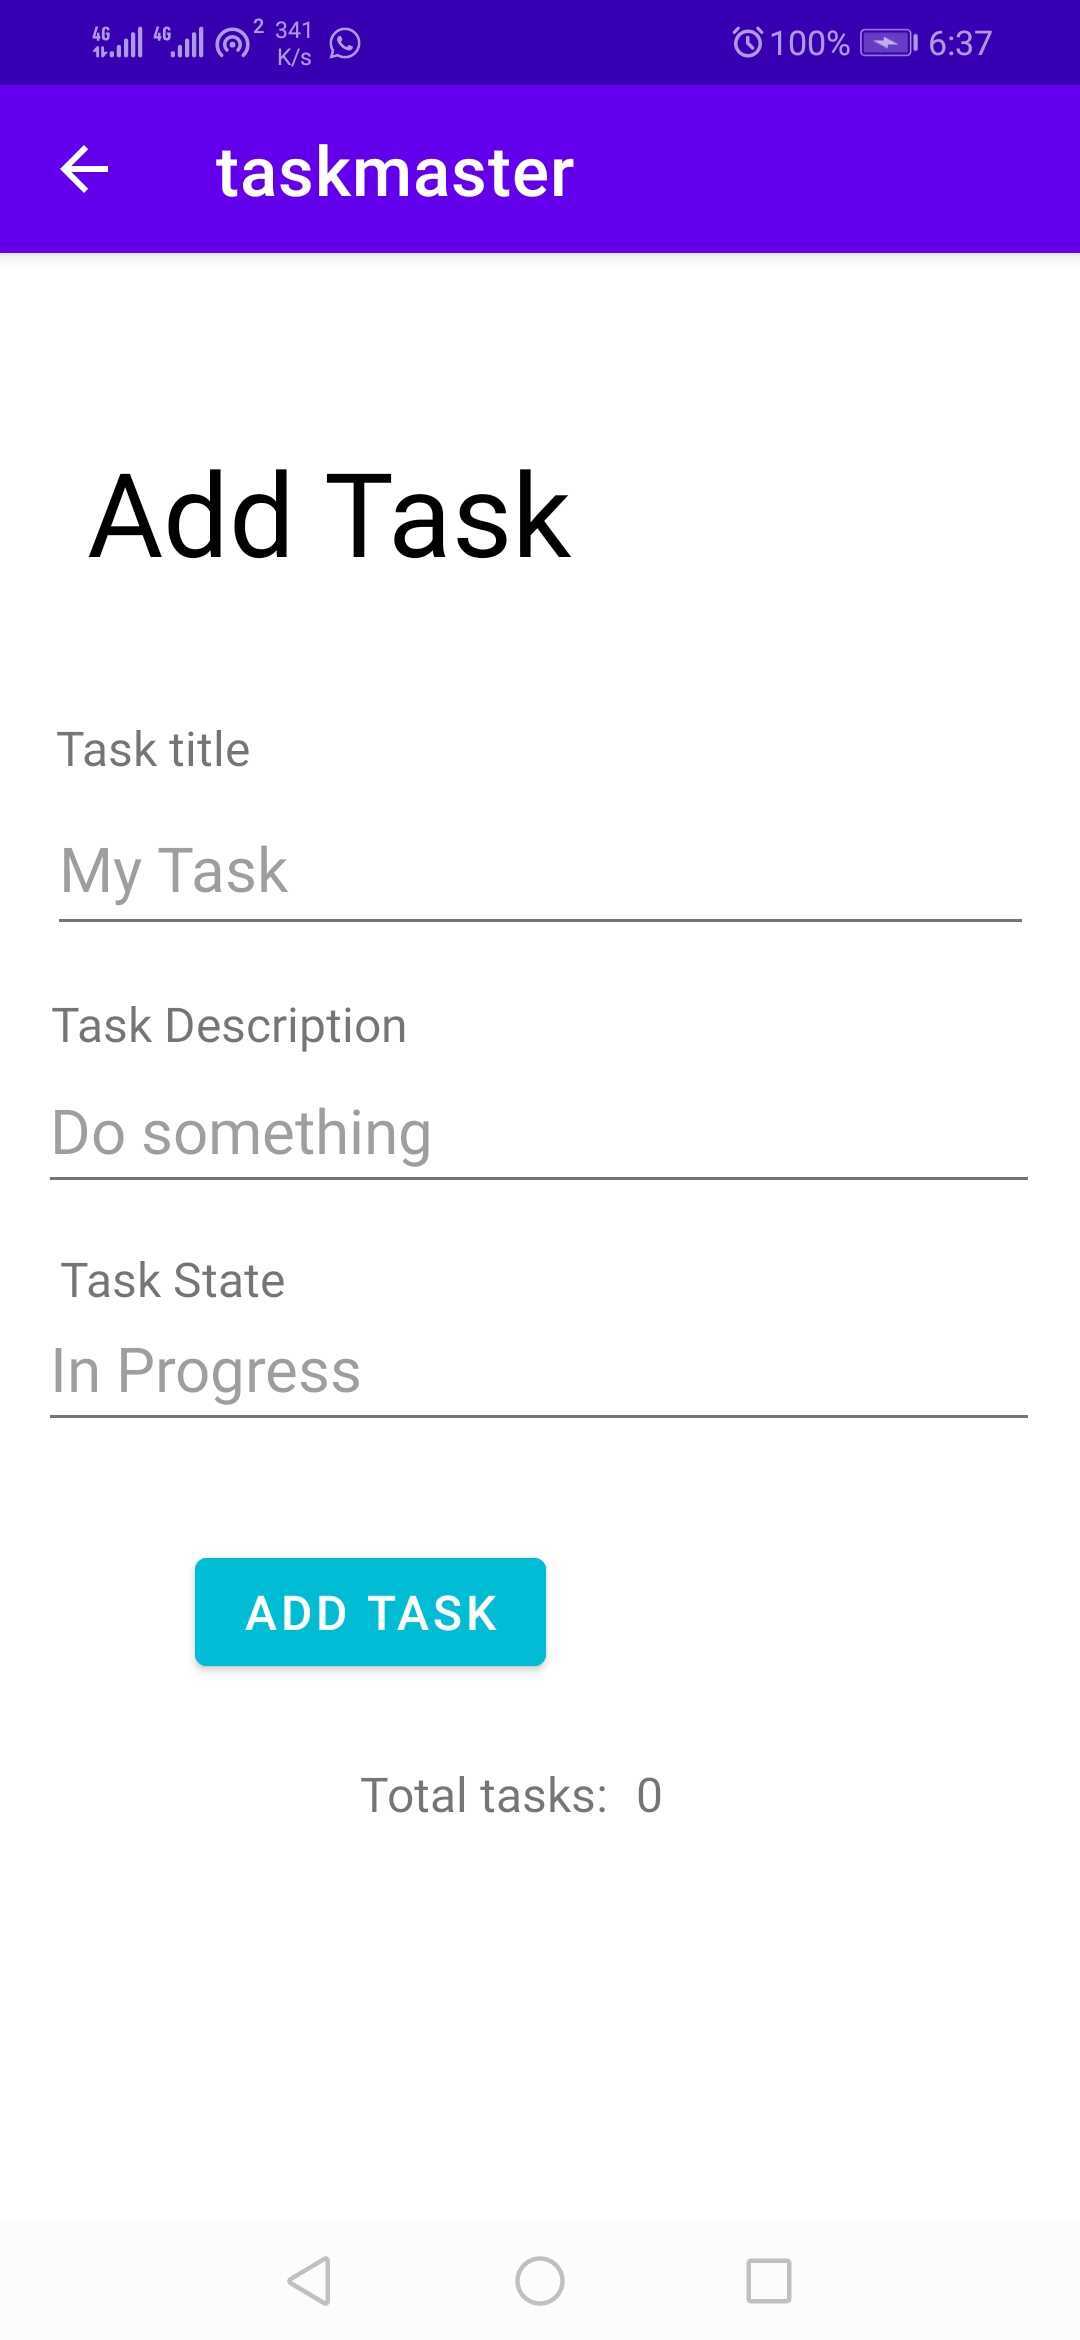 4G 4G 2 341 K/s 100% 6:37
taskmaster
Add Task
Task title
My Task
Task Description
Do something
Task State
In Progress
ADD TASK
Total tasks: 0